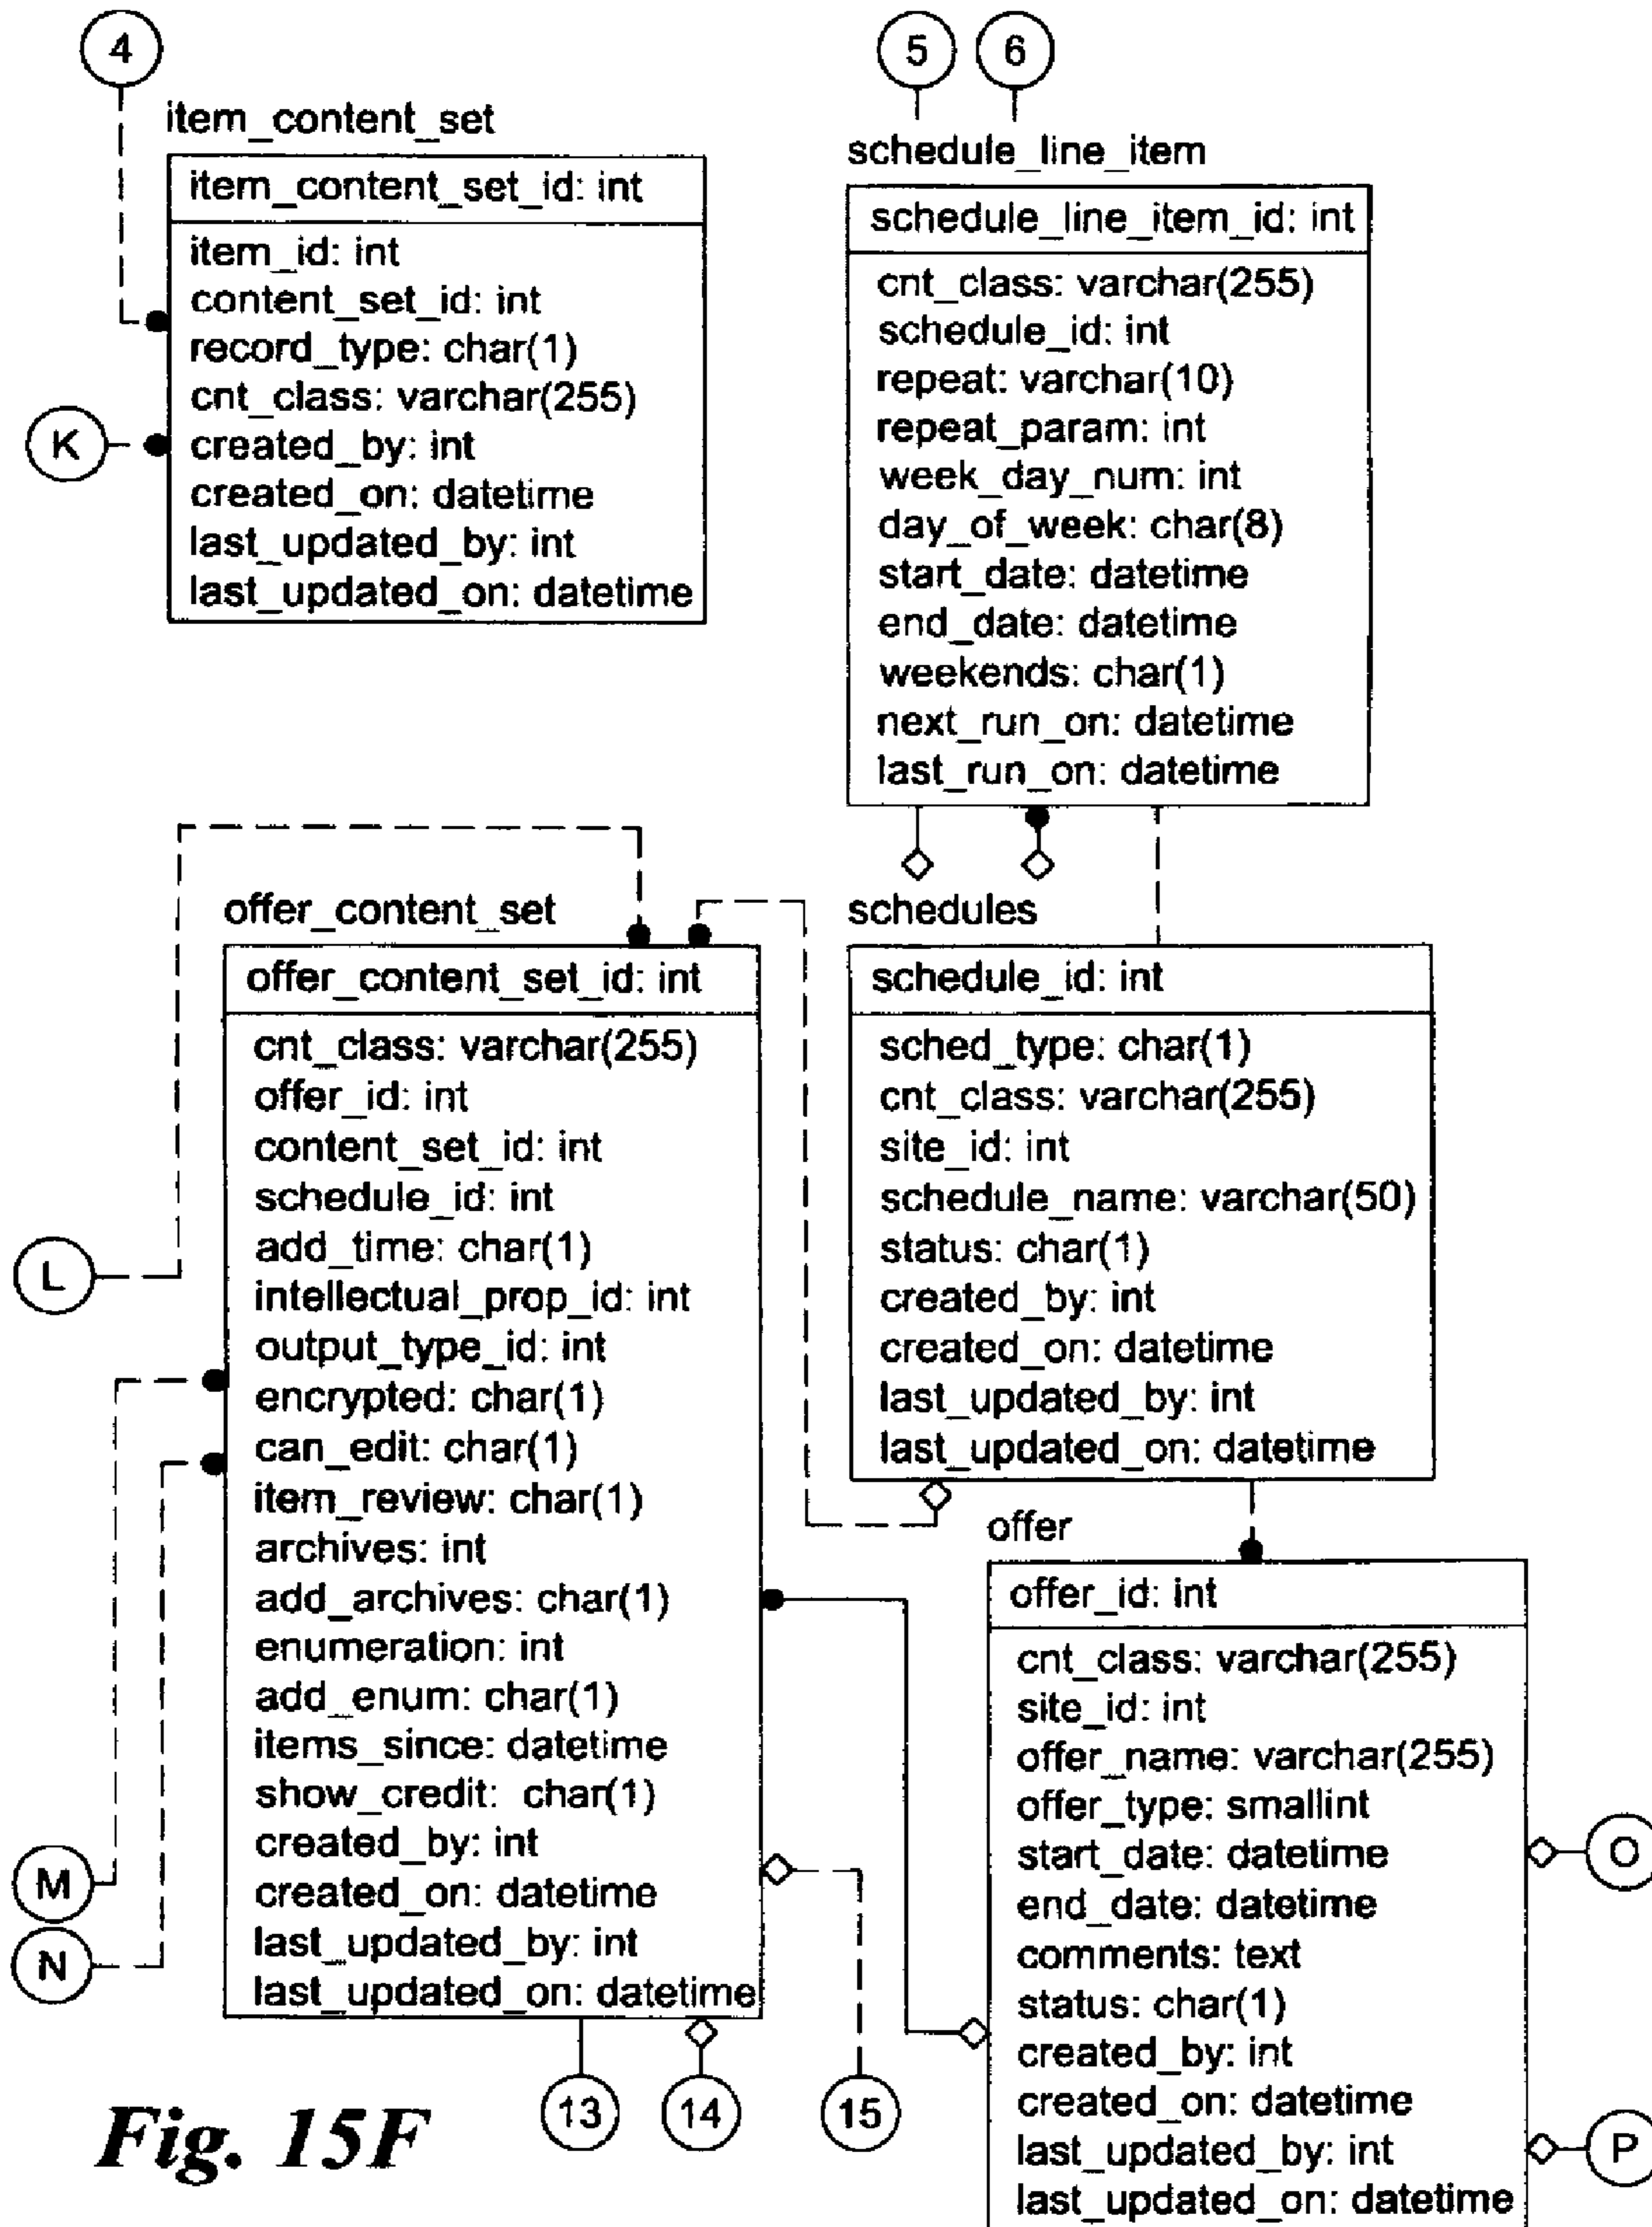 4
item_content_set
item_content_set_id: int
item_id: int
content_set_id: int
record_type: char(1)
cnt_class: varchar(255)
created_by: int
created_on: datetime
last_updated_by: int
last_updated_on: datetime
K
5
6
schedule_line_item
schedule_line_item_id: int
cnt_class: varchar(255)
schedule_id: int
repeat: varchar(10)
repeat_param: int
week_day_num: int
day_of_week: char(8)
start_date: datetime
end_date: datetime
weekends: char(1)
next_run_on: datetime
last_run_on: datetime
offer_content_set
offer_content_set_id: int
cnt_class: varchar(255)
offer_id: int
content_set_id: int
schedule_id: int
add_time: char(1)
intellectual_prop_id: int
output_type_id: int
encrypted: char(1)
can_edit: char(1)
item_review: char(1)
archives: int
add_archives: char(1)
enumeration: int
add_enum: char(1)
items_since: datetime
show_credit: char(1)
created_by: int
created_on: datetime
last_updated_by: int
last_updated_on: datetime
L
M
N
schedules
schedule_id: int
sched_type: char(1)
cnt_class: varchar(255)
site_id: int
schedule_name: varchar(50)
status: char(1)
created_by: int
created_on: datetime
last_updated_by: int
last_updated_on: datetime
offer
offer_id: int
cnt_class: varchar(255)
site_id: int
offer_name: varchar(255)
offer_type: smallint
start_date: datetime
end_date: datetime
comments: text
status: char(1)
created_by: int
created_on: datetime
last_updated_by: int
last_updated_on: datetime
O
P
13
14
15
Fig. 15F